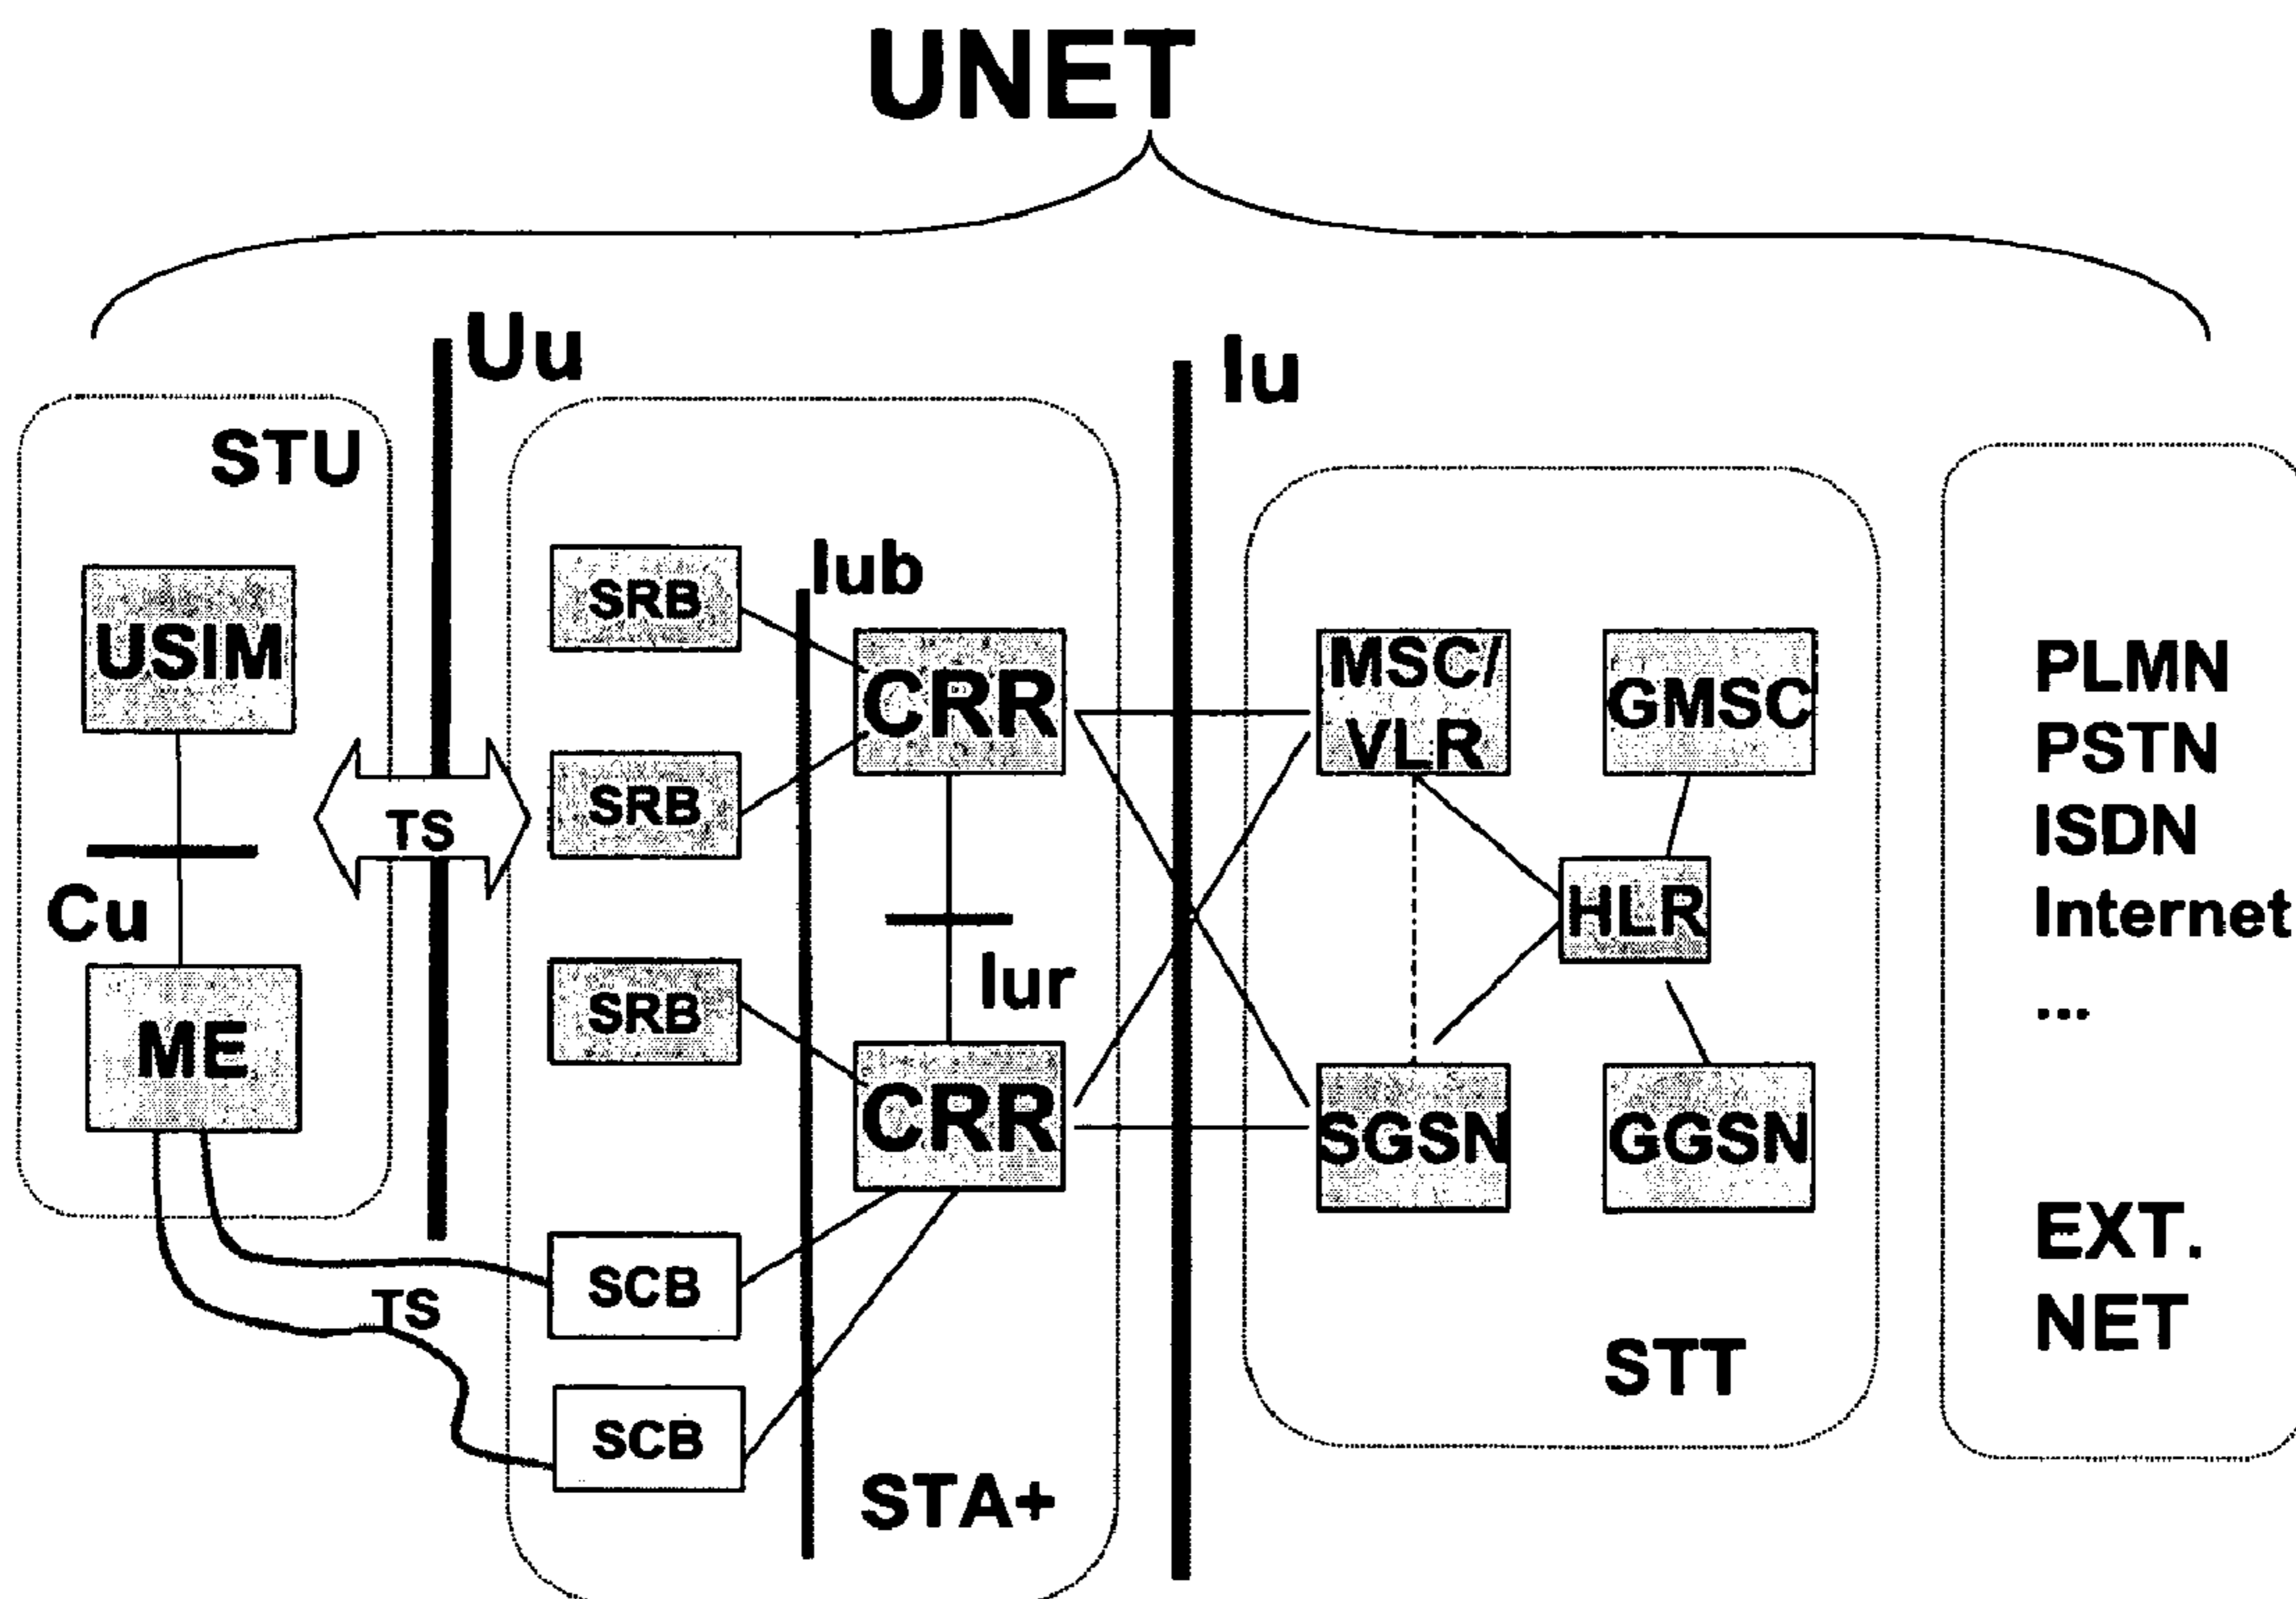 UNET
Uu
Iu
STU
USIM
Cu
ME
TS
TS
SRB
SRB
SRB
SCB
SCB
Iub
CRR
Iur
CRR
STA+
MSC/
VLR
GMSC
HLR
SGSN
GGSN
STT
PLMN
PSTN
ISDN
Internet
...
EXT.
NET